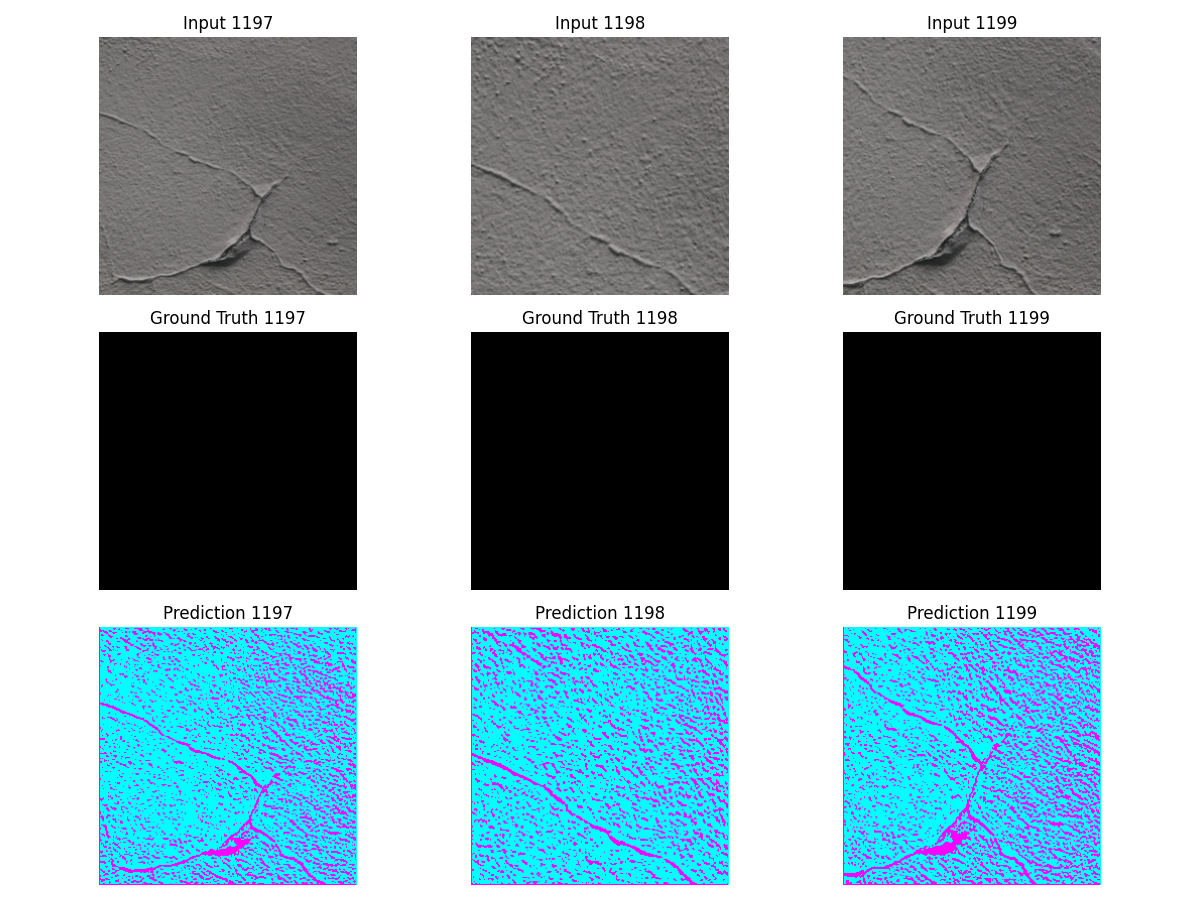 Input 1197
Input 1198
Input 1199
Ground Truth 1197
Ground Truth 1198
Ground Truth 1199
Prediction 1197
Prediction 1198
Prediction 1199